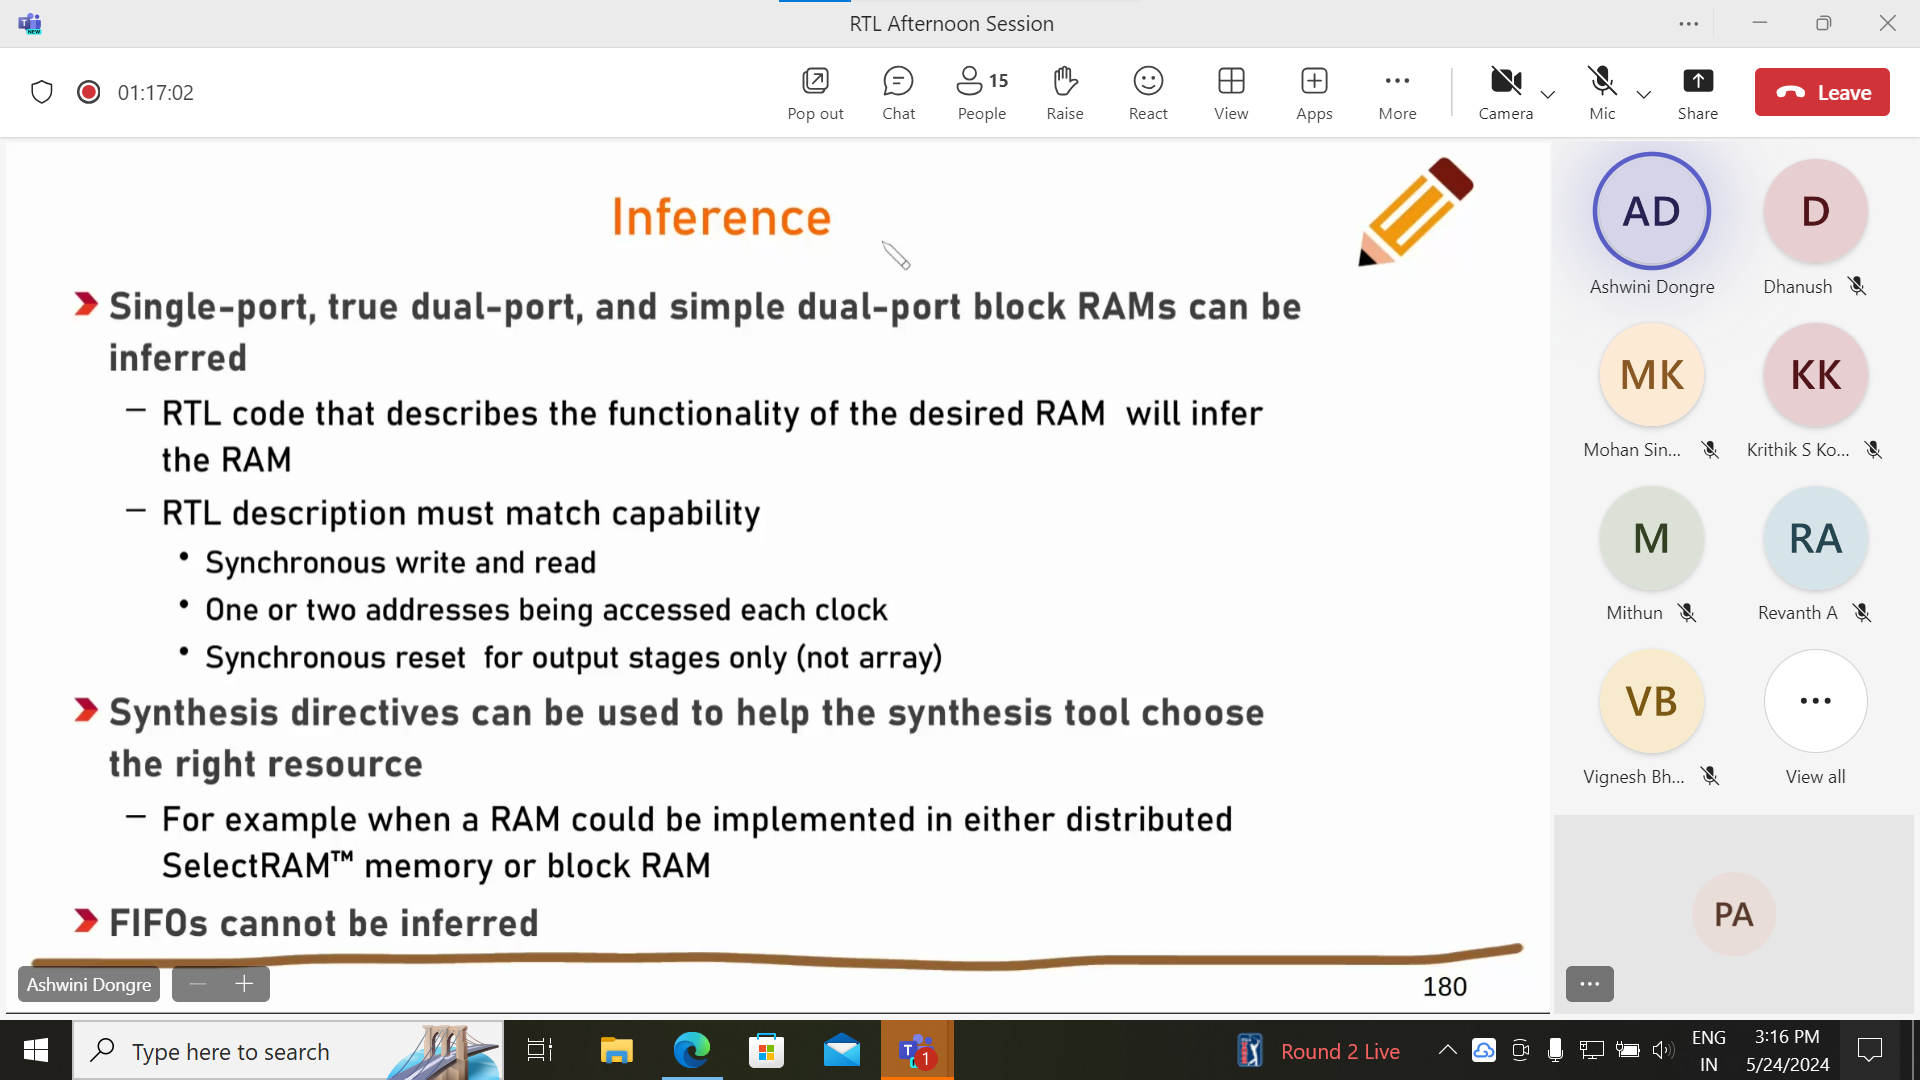 RTL Afternoon Session
NEW
01:17:02
15
Pop out
Chat
People
Raise
React
View
Apps
More
Camera
Mic
Share
Leave
Inference
Single-port, true dual-port, and simple dual-port block RAMs can be
inferred
– RTL code that describes the functionality of the desired RAM will infer
the RAM
– RTL description must match capability
• Synchronous write and read
• One or two addresses being accessed each clock
• Synchronous reset for output stages only (not array)
Synthesis directives can be used to help the synthesis tool choose
the right resource
– For example when a RAM could be implemented in either distributed
SelectRAM™ memory or block RAM
FIFOs cannot be inferred
180
Ashwini Dongre
AD
Ashwini Dongre
D
Dhanush
MK
Mohan Sin...
KK
Krithik S Ko...
M
Mithun
RA
Revanth A
VB
Vignesh Bh...
View all
PA
Type here to search
1
Round 2 Live
ENG
IN
3:16 PM
5/24/2024